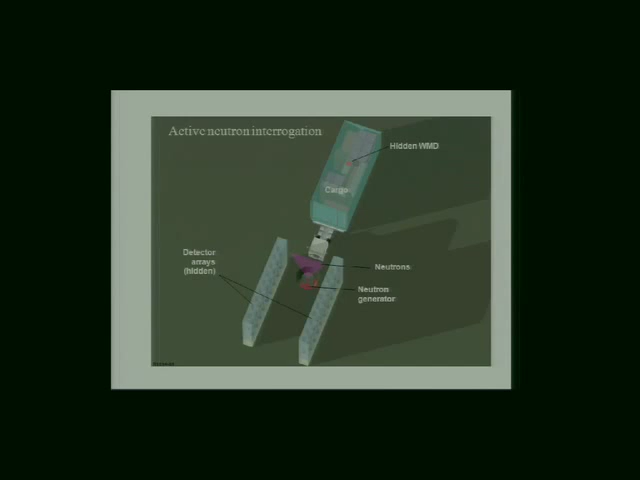 Active neutron interrogation
Hidden WMD
Cargo
Detector
arrays
(hidden)
Neutrons
Neutron
generator